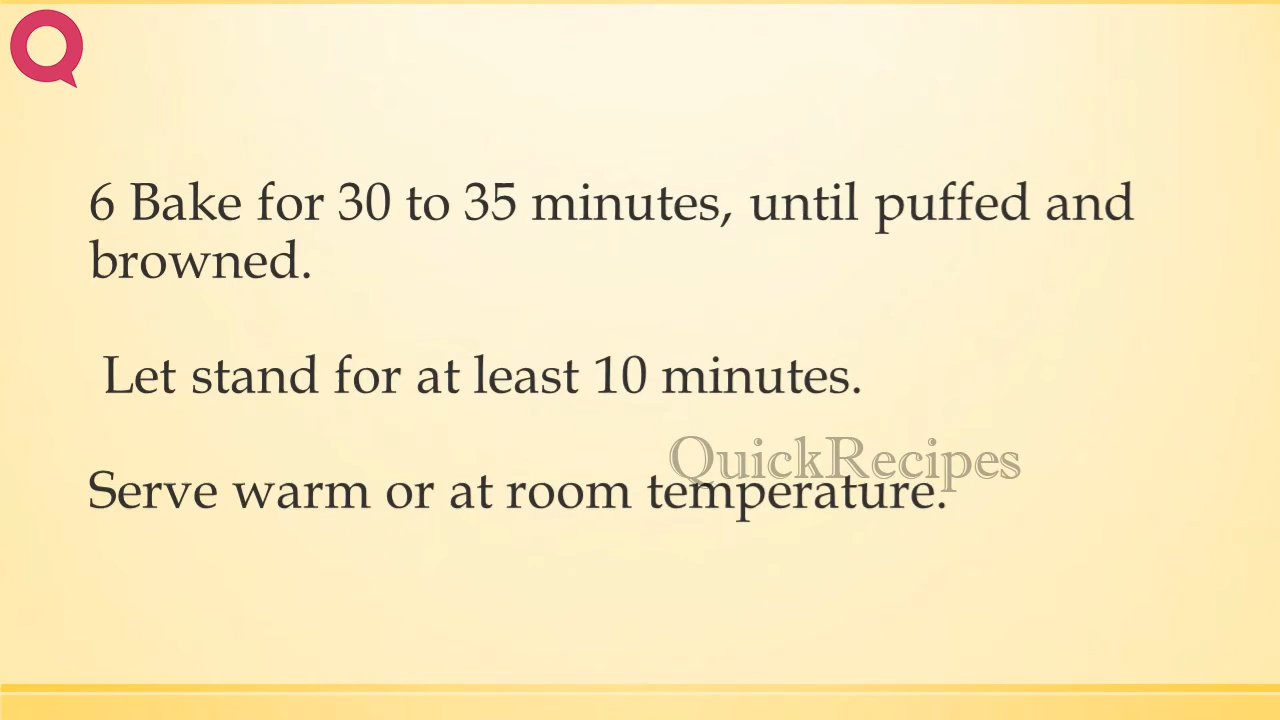 6 Bake for 30 to 35 minutes, until puffed and
browned.
Let stand for at least 10 minutes.
QuickRecipes
Serve warm or at room temperature.